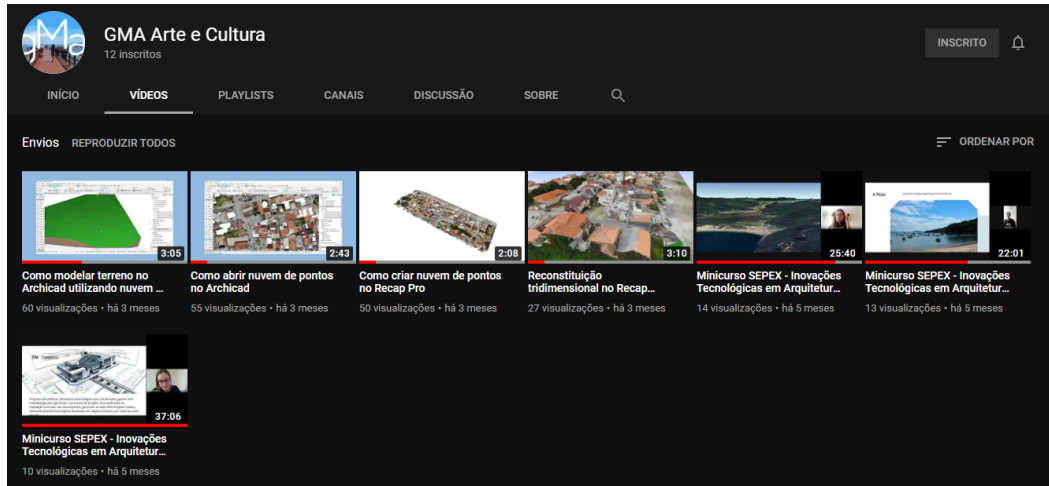 gMa
GMA Arte e Cultura
12 inscritos
INSCRITO
INÍCIO VÍDEOS PLAYLISTS CANAIS DISCUSSÃO SOBRE
Envios REPRODUZIR TODOS
ORDENAR POR
3:05
2:43
2:08
3:10
A Praia
25:40
22:01
Como modelar terreno no
Archicad utilizando nuvem ...
60 visualizações • há 3 meses
Como abrir nuvem de pontos
no Archicad
55 visualizações • há 3 meses
Como criar nuvem de pontos
no Recap Pro
50 visualizações • há 3 meses
Reconstituição
tridimensional no Recap...
27 visualizações • há 3 meses
Minicurso SEPEX - Inovações
Tecnológicas em Arquitetur...
14 visualizações • há 5 meses
Minicurso SEPEX - Inovações
Tecnológicas em Arquitetur...
13 visualizações • há 5 meses
37:06
Minicurso SEPEX - Inovações
Tecnológicas em Arquitetur...
10 visualizações • há 5 meses